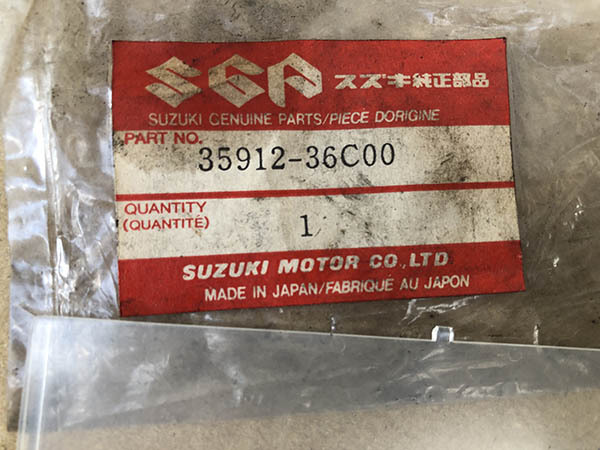 SGP スズキ純正部品
SUZUKI GENUINE PARTS/PIECE DORIGINE
PART NO. 35912-36C00
QUANTITY
(QUANTITÉ) 1
SUZUKI MOTOR CO.,LTD
MADE IN JAPAN/FABRIQUÉ AU JAPON